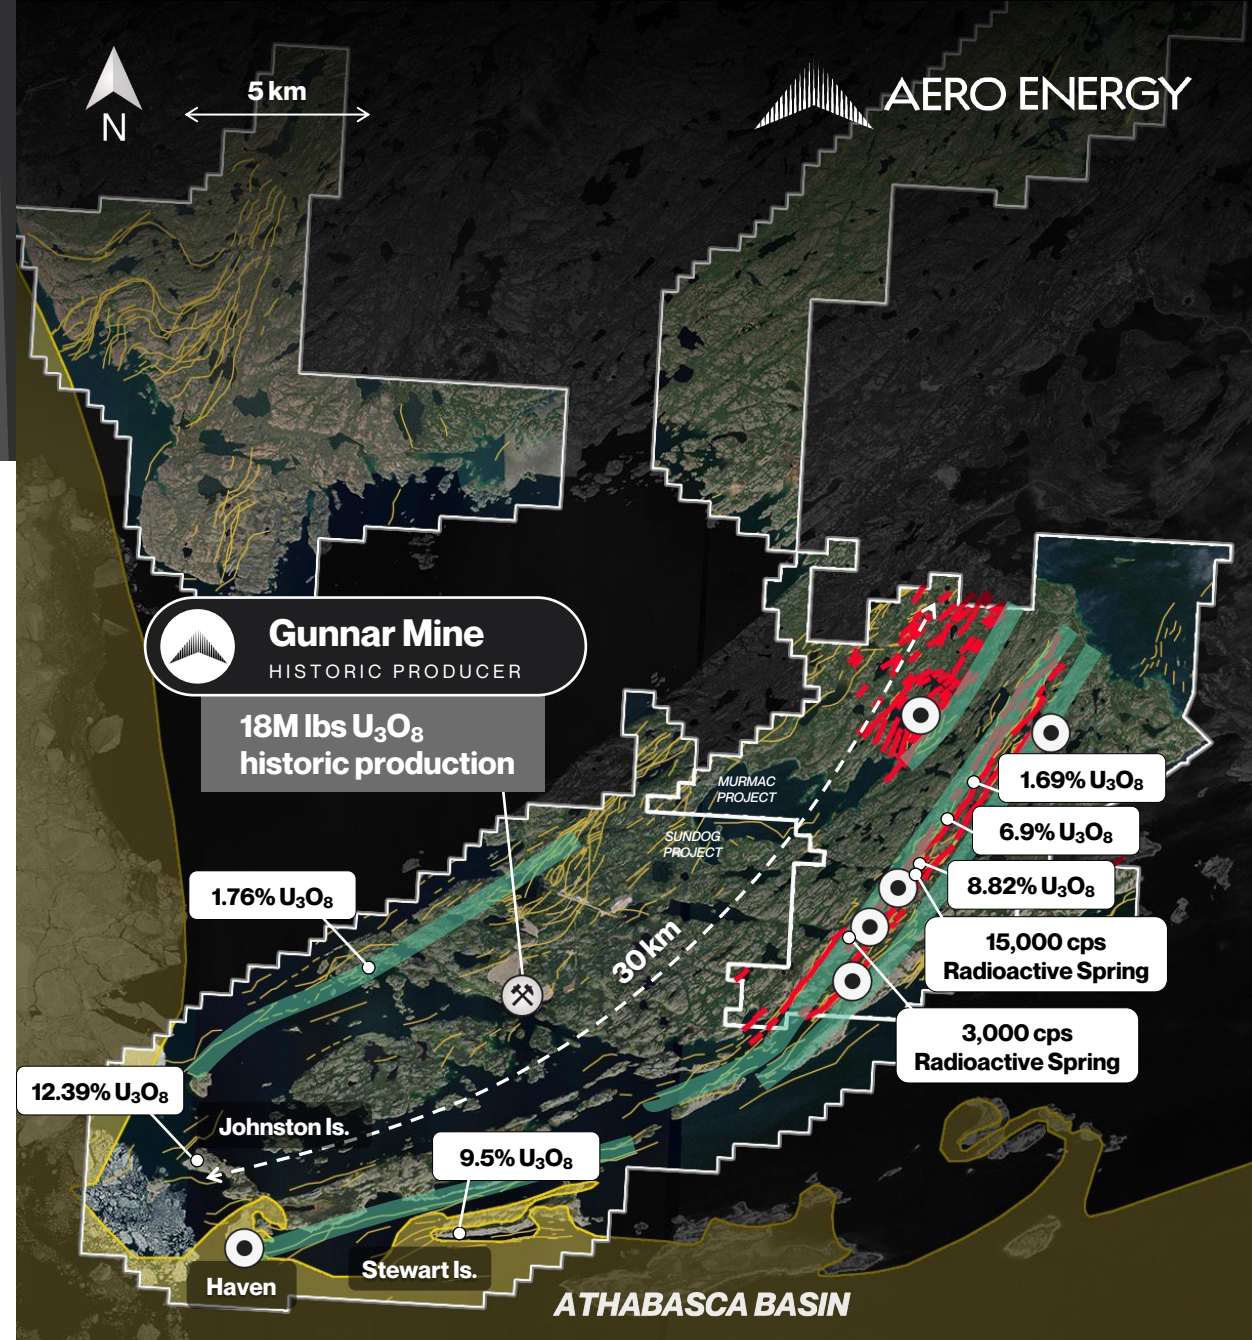 5 km
N
AERO ENERGY
Gunnar Mine
HISTORIC PRODUCER
18M lbs U₃O₈
historic production
MURMAC
PROJECT
SUNDOG
PROJECT
1.69% U₃O₈
6.9% U₃O₈
8.82% U₃O₈
15,000 cps
Radioactive Spring
3,000 cps
Radioactive Spring
1.76% U₃O₈
30 km
12.39% U₃O₈
Johnston Is.
9.5% U₃O₈
Stewart Is.
Haven
ATHABASCA BASIN